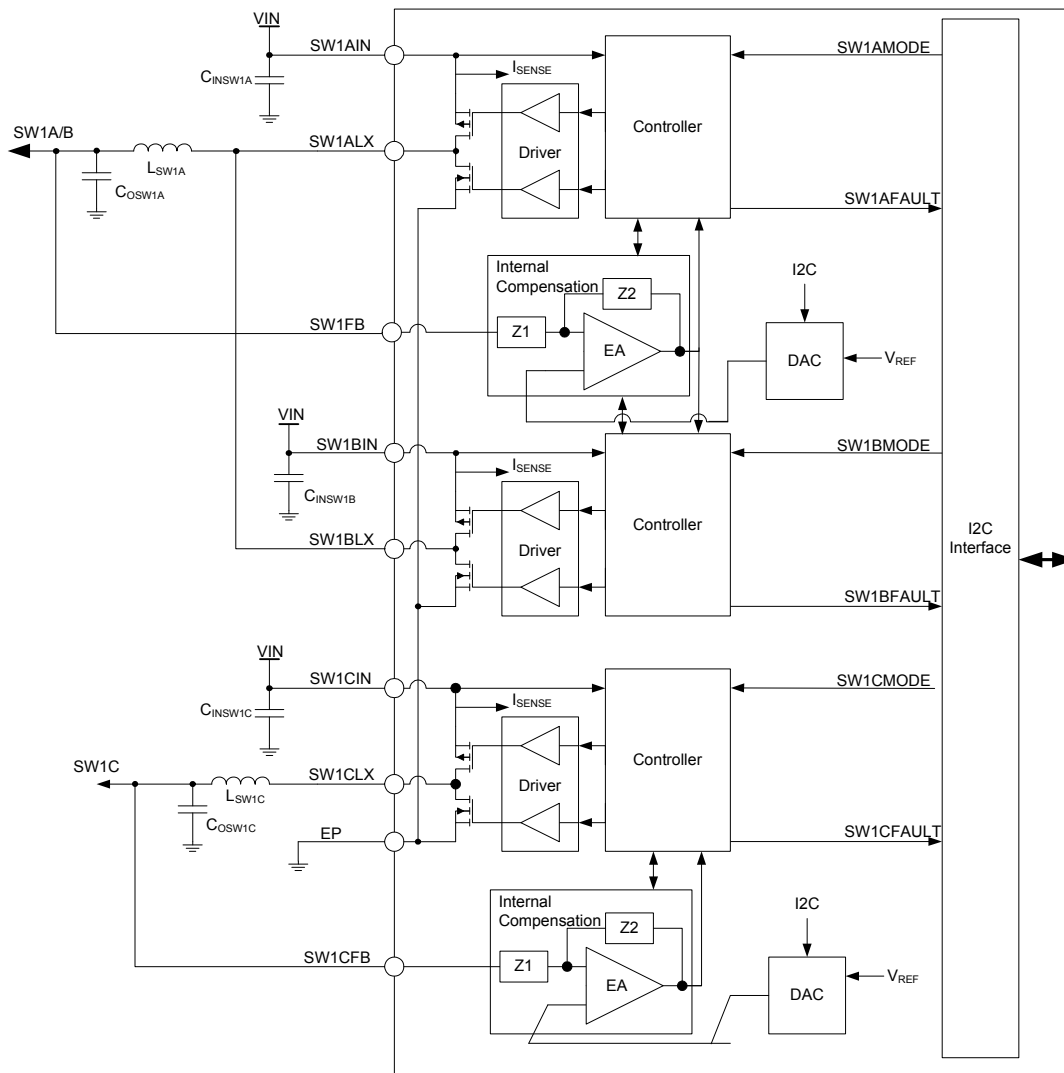 VIN
SW1AIN
SW1AMODE
CINSW1A
ISENSE
Controller
SW1A/B
SW1ALX
Driver
LSW1A
COSW1A
SW1AFAULT
Internal
Compensation
I2C
Z2
SW1FB
Z1
EA
DAC
VREF
VIN
SW1BIN
SW1BMODE
ISENSE
CINSW1B
Controller
I2C
Interface
SW1BLX
Driver
SW1BFAULT
VIN
SW1CIN
SW1CMODE
ISENSE
CINSW1C
Controller
SW1C
SW1CLX
Driver
LSW1C
COSW1C
EP
SW1CFAULT
Internal
Compensation
I2C
Z2
SW1CFB
Z1
EA
DAC
VREF